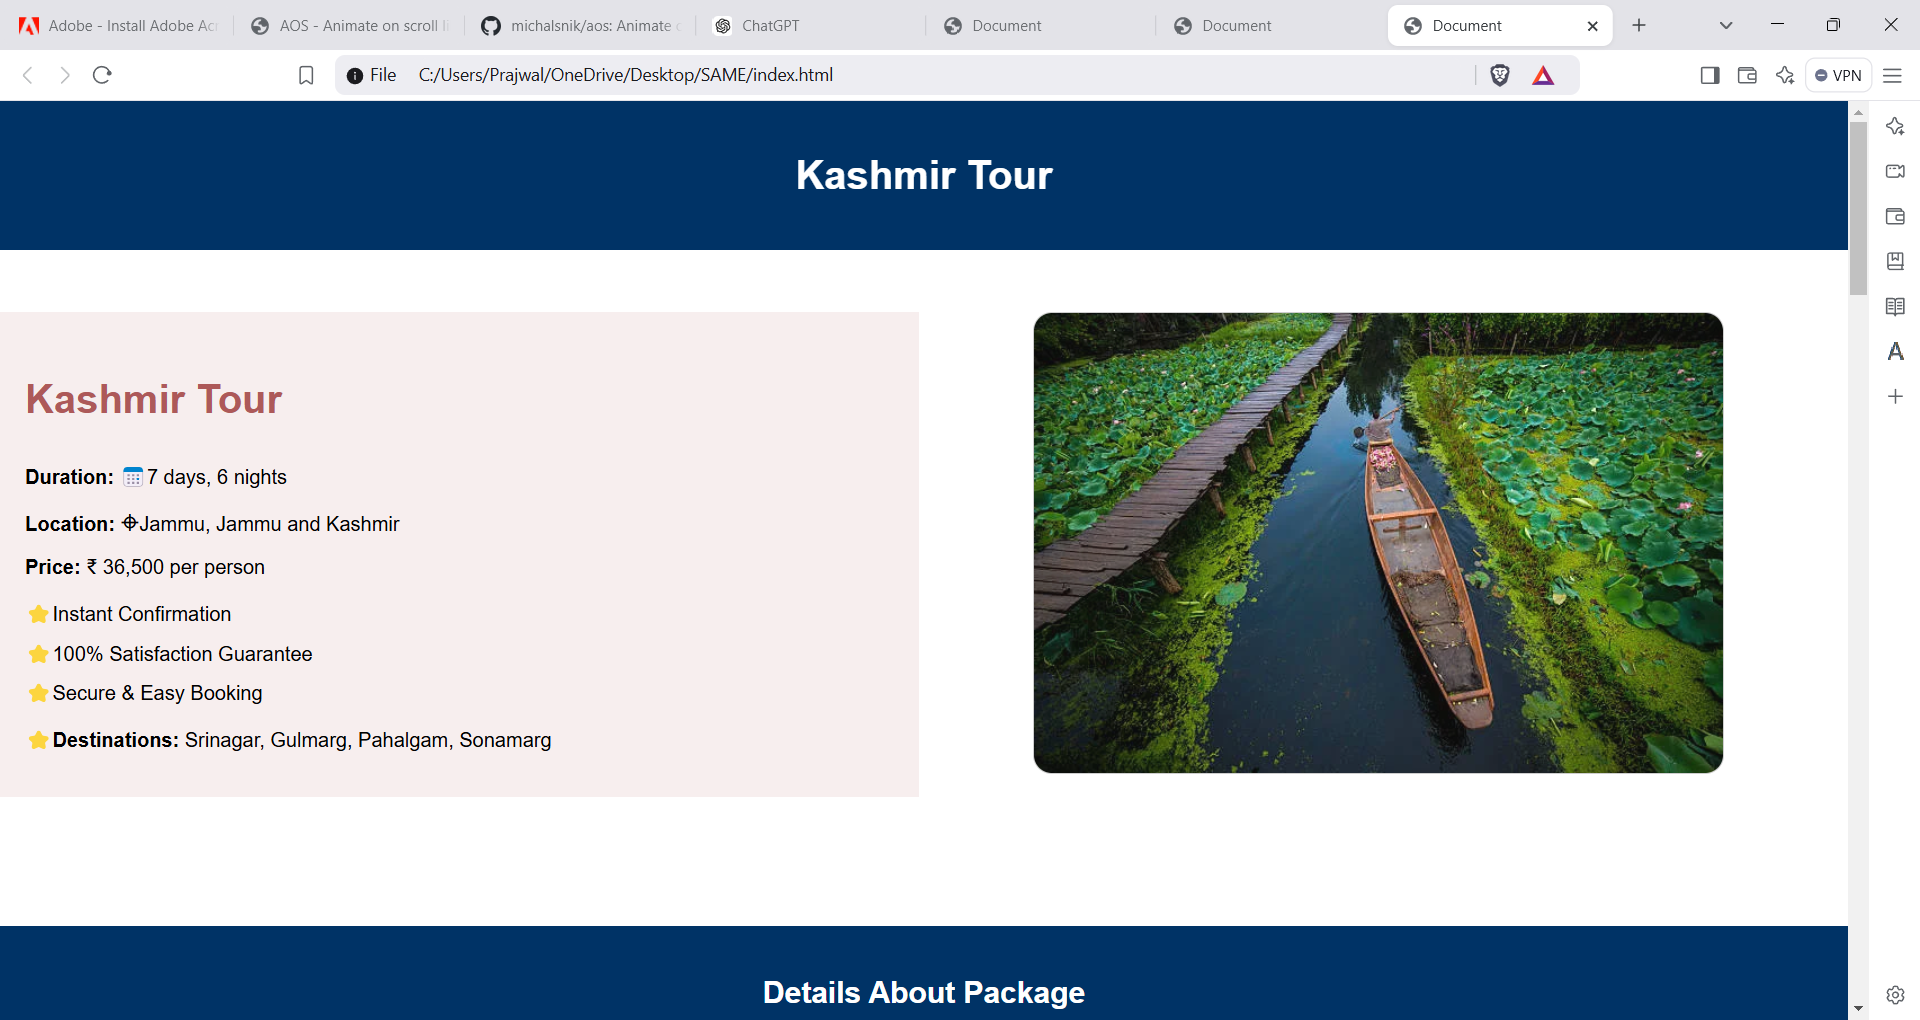 Adobe - Install Adobe Acr
AOS - Animate on scroll li
michalsnik/aos: Animate o
ChatGPT
Document
Document
Document
File C:/Users/Prajwal/OneDrive/Desktop/SAME/index.html
VPN
Kashmir Tour
Kashmir Tour
Duration: 7 days, 6 nights
Location: ⌖Jammu, Jammu and Kashmir
Price: ₹ 36,500 per person
⭐Instant Confirmation
⭐100% Satisfaction Guarantee
⭐Secure & Easy Booking
⭐Destinations: Srinagar, Gulmarg, Pahalgam, Sonamarg
Details About Package